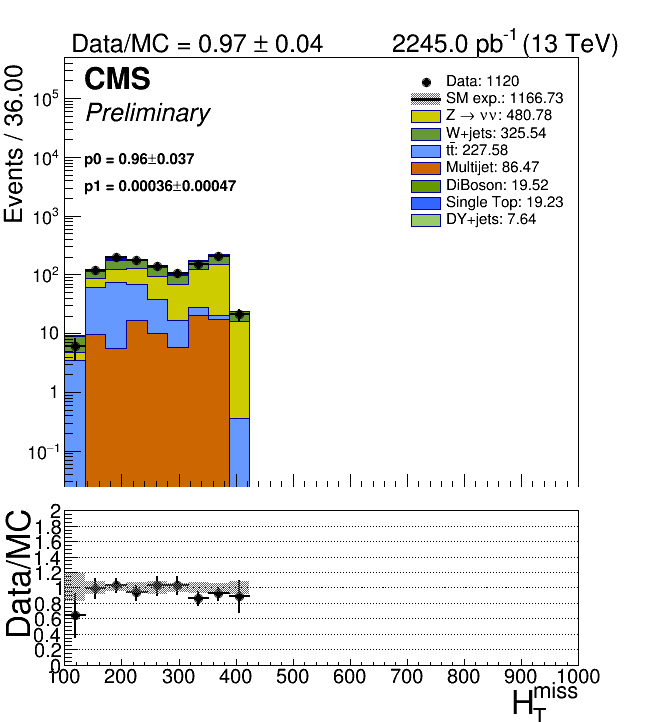 Data/MC = 0.97 ± 0.04
2245.0 pb⁻¹ (13 TeV)
Events / 36.00
CMS
Preliminary
p0 = 0.96±0.037
p1 = 0.00036±0.00047
Data: 1120
SM exp.: 1166.73
Z → νν: 480.78
W+jets: 325.54
tt̄: 227.58
Multijet: 86.47
DiBoson: 19.52
Single Top: 19.23
DY+jets: 7.64
10⁵
10⁴
10³
10²
10
1
10⁻¹
Data/MC
2
1.8
1.6
1.4
1.2
1
0.8
0.6
0.4
0.2
0
100 200 300 400 500 600 700 800 900 1000
H_T^miss